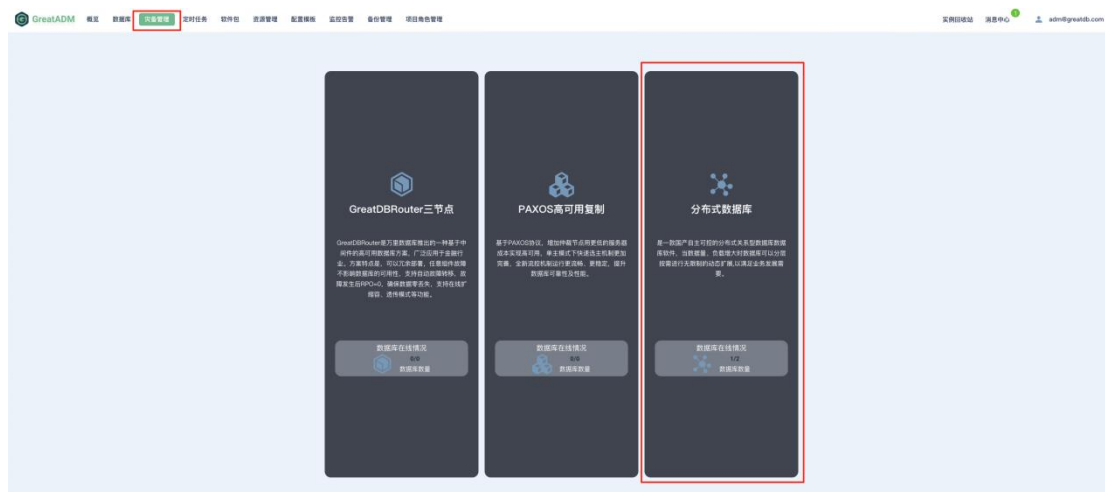 GreatADM 概览 数据库 设备管理 定时任务 软件包 资源管理 配置模板 监控告警 备份管理 项目角色管理 实例回收站 消息中心 1 adm@greatdb.com
GreatDBRouter三节点
GreatDBRouter是万里数据库推出的一种基于中
间件的高可用数据库方案，广泛应用于金融行
业。方案特点是，可以冗余部署，任意组件故障
不影响数据库的可用性，支持自动故障转移，故
障发生后RPO=0，确保数据零丢失，支持在线扩
缩容、透传模式等功能。
数据库在线情况
数据库数量
PAXOS高可用复制
基于PAXOS协议，增加仲裁节点用更低的服务器
成本实现高可用，单主模式下快速选主机制更加
完善，全新流控机制运行更流畅、更稳定，提升
数据库可靠性及性能。
数据库在线情况
数据库数量
分布式数据库
是一款国产自主可控的分布式关系型数据库数据
库软件，当数据量、负载增大时数据库可以分层
按需进行无限制的动态扩展,以满足业务发展需
要。
数据库在线情况
1/2
数据库数量